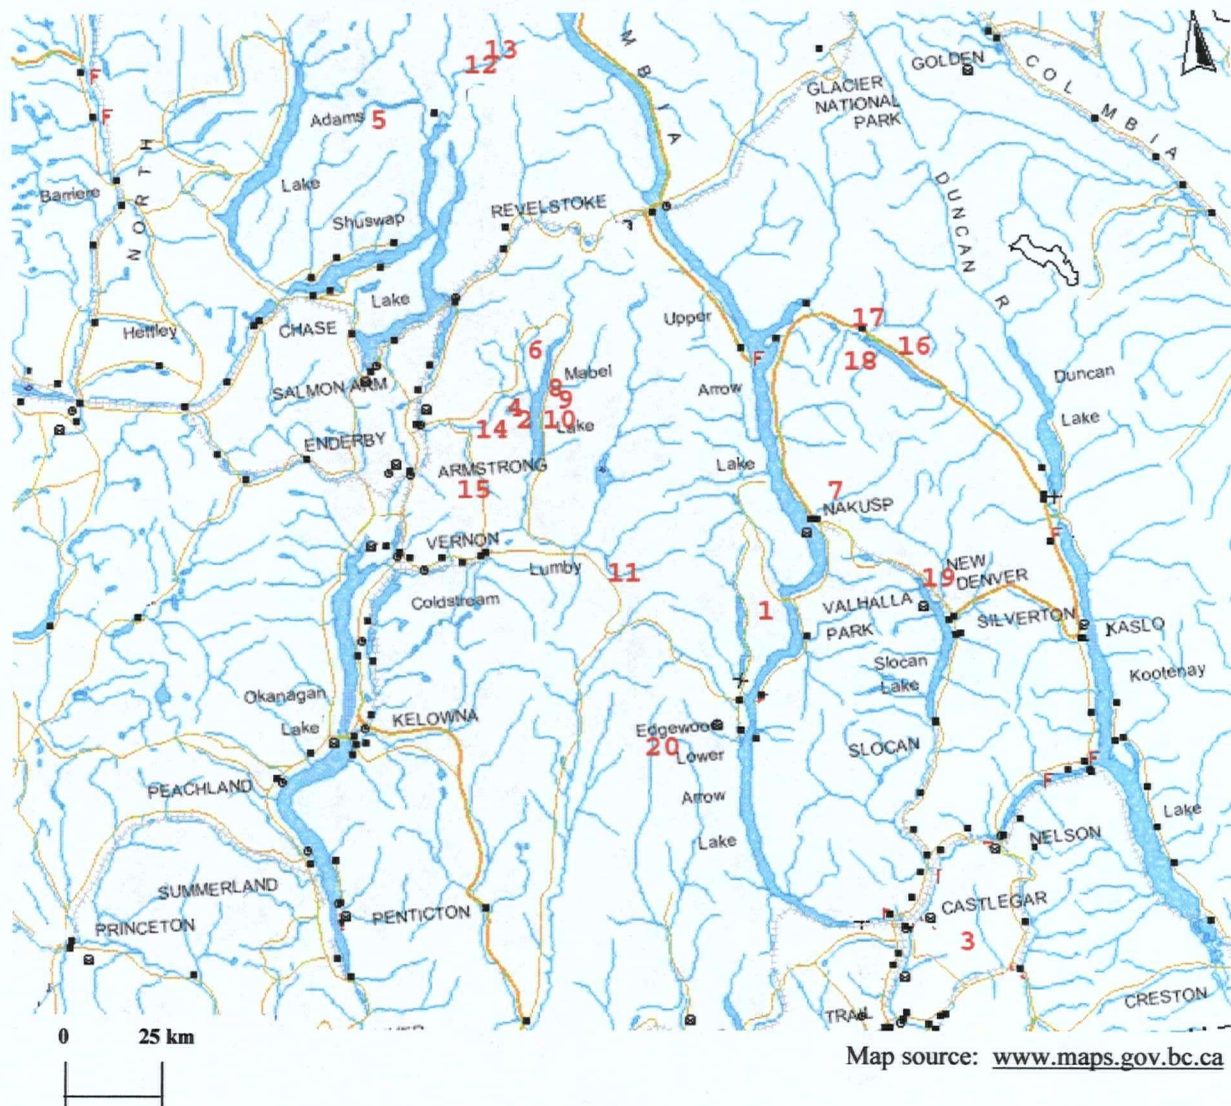 13
12
M
B
I
A
GOLDEN
COLUMBIA
GLACIER
NATIONAL
PARK
F
F
Adams 5
Lake
NORTH
Barriere
Shuswap
REVELSTOKE
DUNCAN
R
Lake
Heffley
CHASE
Upper
17
16
18
F
6
Mabel
Duncan
SALMON ARM
8
9
Arrow
4
2
10
Lake
Lake
14
ENDERBY
ARMSTRONG
Lake
15
7
NAKUSP
VERNON
F
Lumby
11
19
NEW
DENVER
Coldstream
1
VALHALLA
PARK
SILVERTON
KASLO
Slocan
Lake
Kootenay
Okanagan
Lake
KELOWNA
Edgewood
20
Lower
SLOCAN
F
F
PEACHLAND
Arrow
Lake
Lake
NELSON
SUMMERLAND
PENTICTON
CASTLEGAR
PRINCETON
3
CRESTON
TRAIL
0 25 km
Map source: www.maps.gov.bc.ca